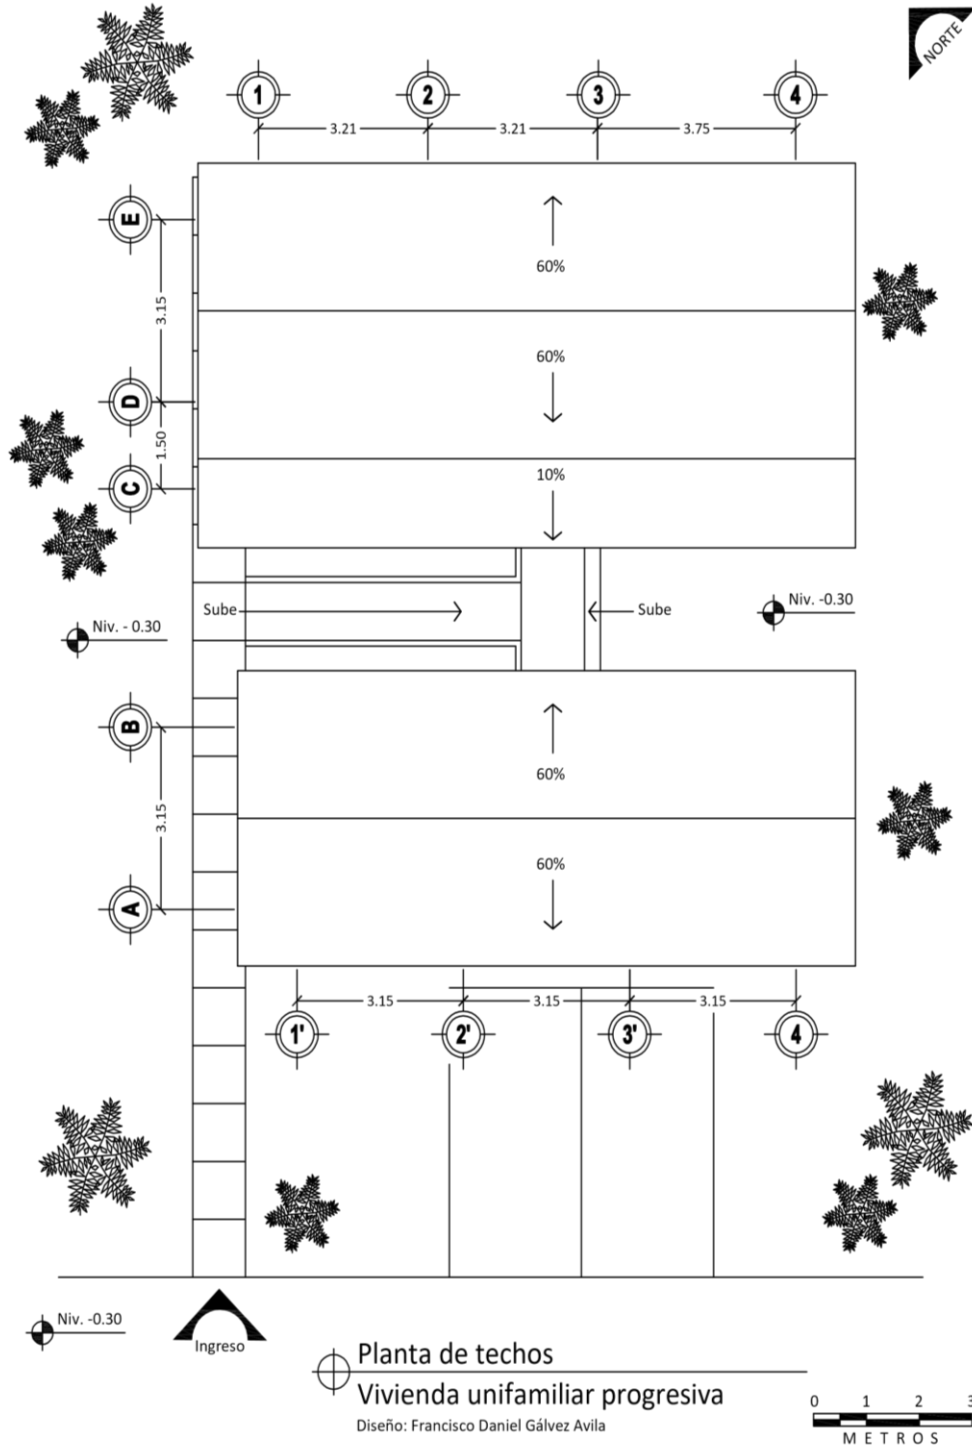 NORTE
1 2 3 4
3.21 3.21 3.75
E
60%
3.15
60%
D
1.50
10%
C
Sube
Sube
Niv. -0.30
Niv. - 0.30
B
60%
3.15
60%
A
3.15 3.15 3.15
1' 2' 3' 4
Niv. -0.30
Ingreso
Planta de techos
Vivienda unifamiliar progresiva
Diseño: Francisco Daniel Gálvez Avila
0 1 2 3
METROS